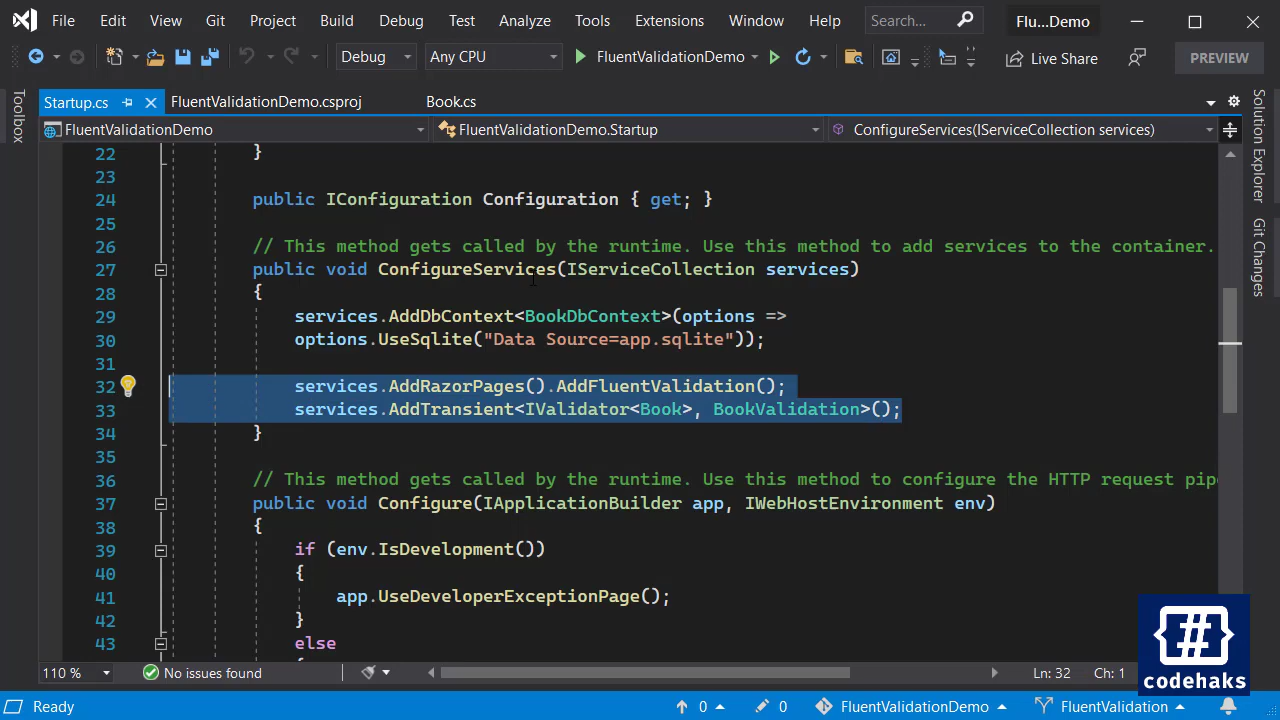 File Edit View Git Project Build Debug Test Analyze Tools Extensions Window Help Search... Flu...Demo
Debug Any CPU FluentValidationDemo Live Share PREVIEW
Toolbox
Startup.cs FluentValidationDemo.csproj Book.cs
FluentValidationDemo FluentValidationDemo.Startup ConfigureServices(IServiceCollection services)
22 }
23
24 public IConfiguration Configuration { get; }
25
26 // This method gets called by the runtime. Use this method to add services to the container.
27 public void ConfigureServices(IServiceCollection services)
28 {
29 services.AddDbContext<BookDbContext>(options =>
30 options.UseSqlite("Data Source=app.sqlite"));
31
32 services.AddRazorPages().AddFluentValidation();
33 services.AddTransient<IValidator<Book>, BookValidation>();
34 }
35
36 // This method gets called by the runtime. Use this method to configure the HTTP request pipe
37 public void Configure(IApplicationBuilder app, IWebHostEnvironment env)
38 {
39 if (env.IsDevelopment())
40 {
41 app.UseDeveloperExceptionPage();
42 }
43 else
Solution Explorer
Git Changes
110 % No issues found Ln: 32 Ch: 1
{#}
codehaks
Ready 0 0 FluentValidationDemo FluentValidation